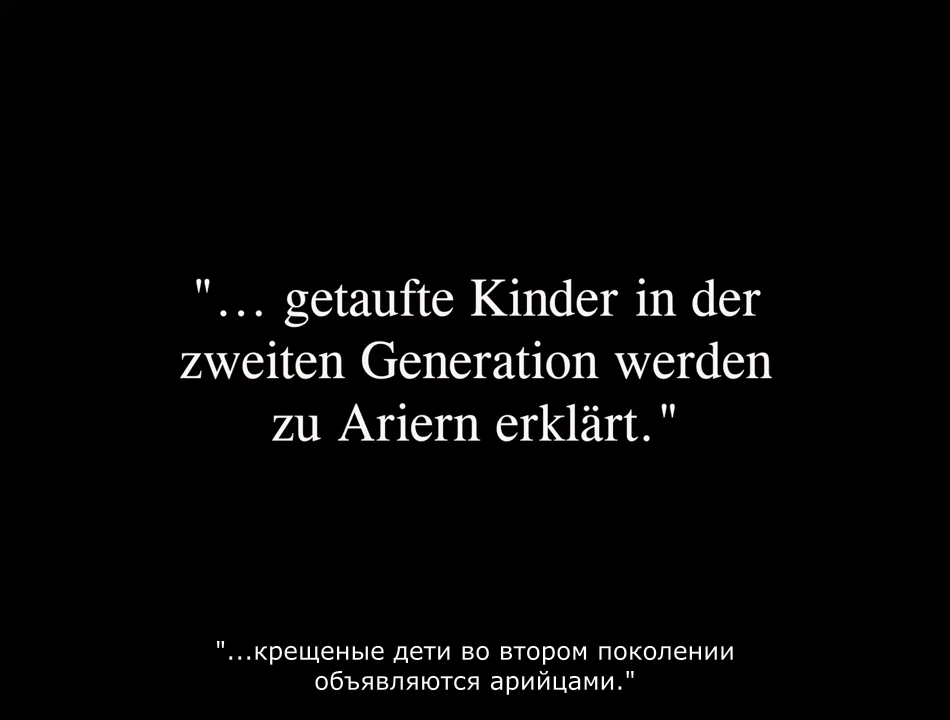 "... getaufte Kinder in der
zweiten Generation werden
zu Ariern erklärt."
"...крещеные дети во втором поколении
объявляются арийцами."